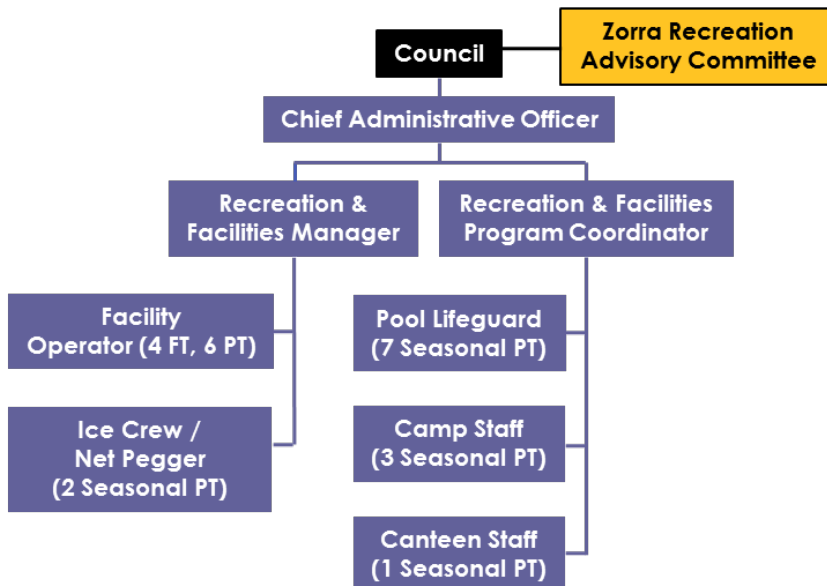 Zorra Recreation
Advisory Committee
Council
Chief Administrative Officer
Recreation &
Facilities Manager
Recreation & Facilities
Program Coordinator
Facility
Operator (4 FT, 6 PT)
Pool Lifeguard
(7 Seasonal PT)
Ice Crew /
Net Pegger
(2 Seasonal PT)
Camp Staff
(3 Seasonal PT)
Canteen Staff
(1 Seasonal PT)